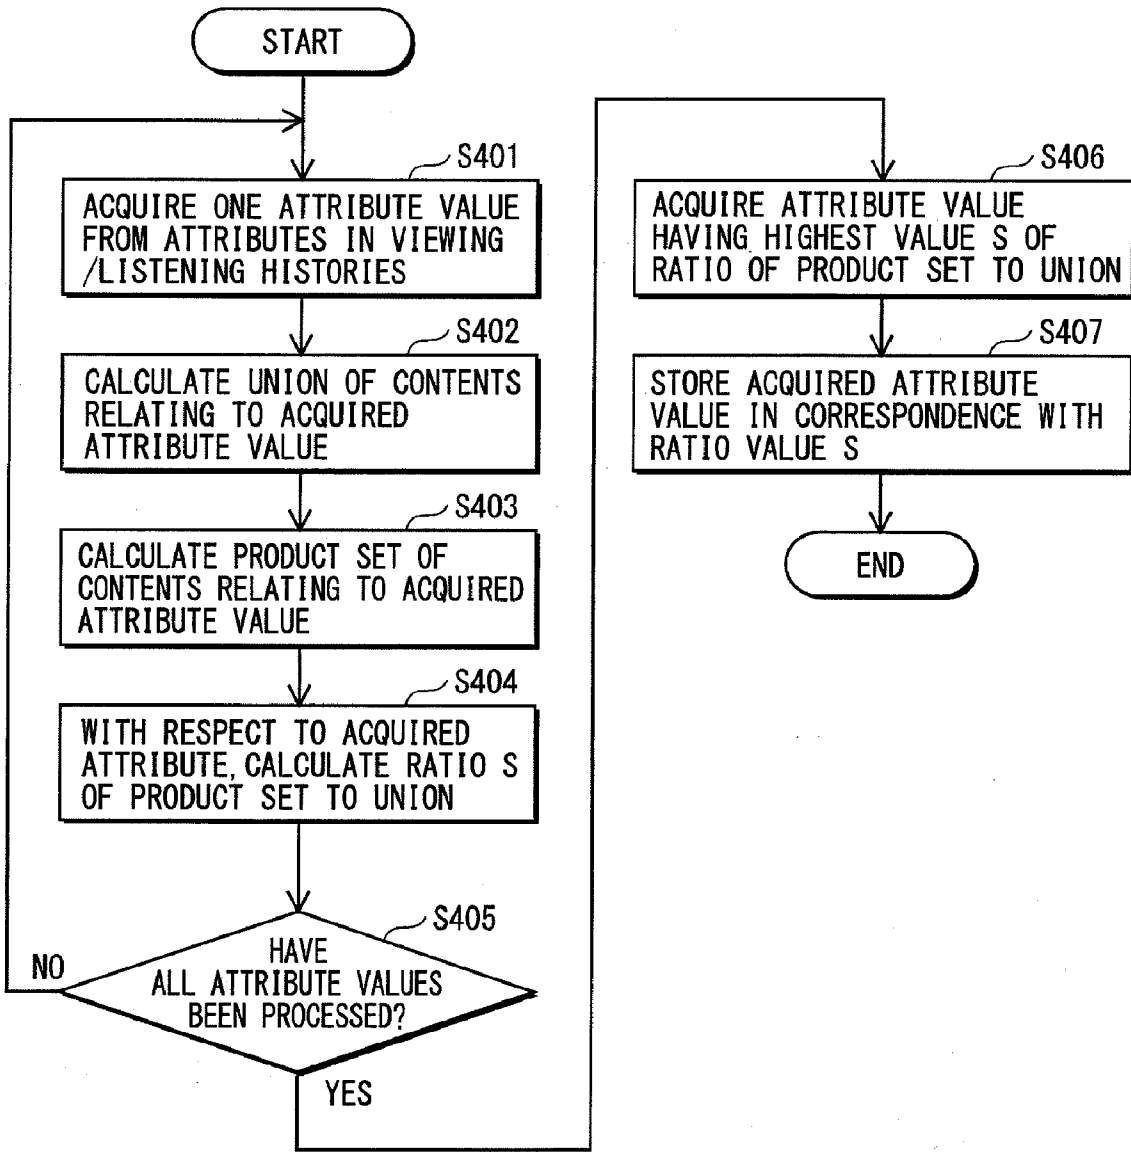 START
S401
ACQUIRE ONE ATTRIBUTE VALUE
FROM ATTRIBUTES IN VIEWING
/LISTENING HISTORIES
S402
CALCULATE UNION OF CONTENTS
RELATING TO ACQUIRED
ATTRIBUTE VALUE
S403
CALCULATE PRODUCT SET OF
CONTENTS RELATING TO ACQUIRED
ATTRIBUTE VALUE
S404
WITH RESPECT TO ACQUIRED
ATTRIBUTE, CALCULATE RATIO S
OF PRODUCT SET TO UNION
S405
HAVE
ALL ATTRIBUTE VALUES
BEEN PROCESSED?
NO
YES
S406
ACQUIRE ATTRIBUTE VALUE
HAVING HIGHEST VALUE S OF
RATIO OF PRODUCT SET TO UNION
S407
STORE ACQUIRED ATTRIBUTE
VALUE IN CORRESPONDENCE WITH
RATIO VALUE S
END